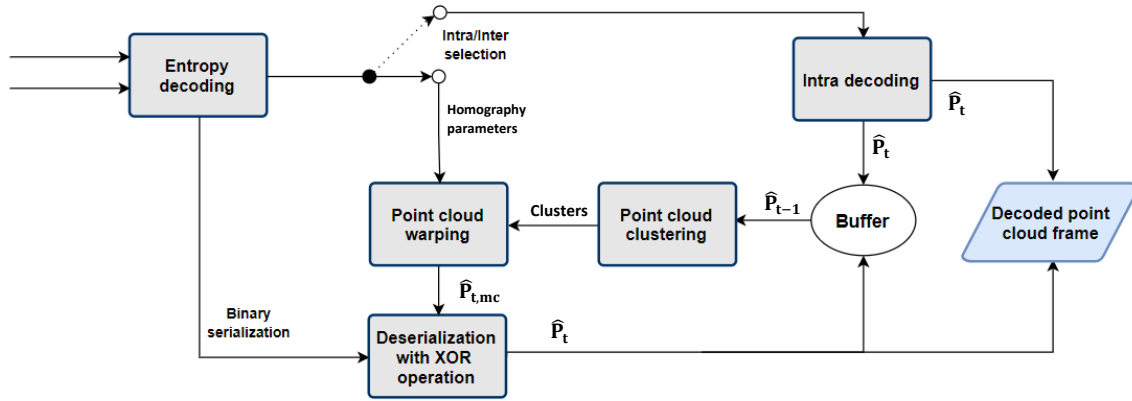 Entropy
decoding
Intra/Inter
selection
Intra decoding
P̂ₜ
P̂ₜ
Homography
parameters
Point cloud
warping
Clusters
Point cloud
clustering
P̂ₜ₋₁
Buffer
Decoded point
cloud frame
P̂ₜ,mc
Binary
serialization
Deserialization
with XOR
operation
P̂ₜ